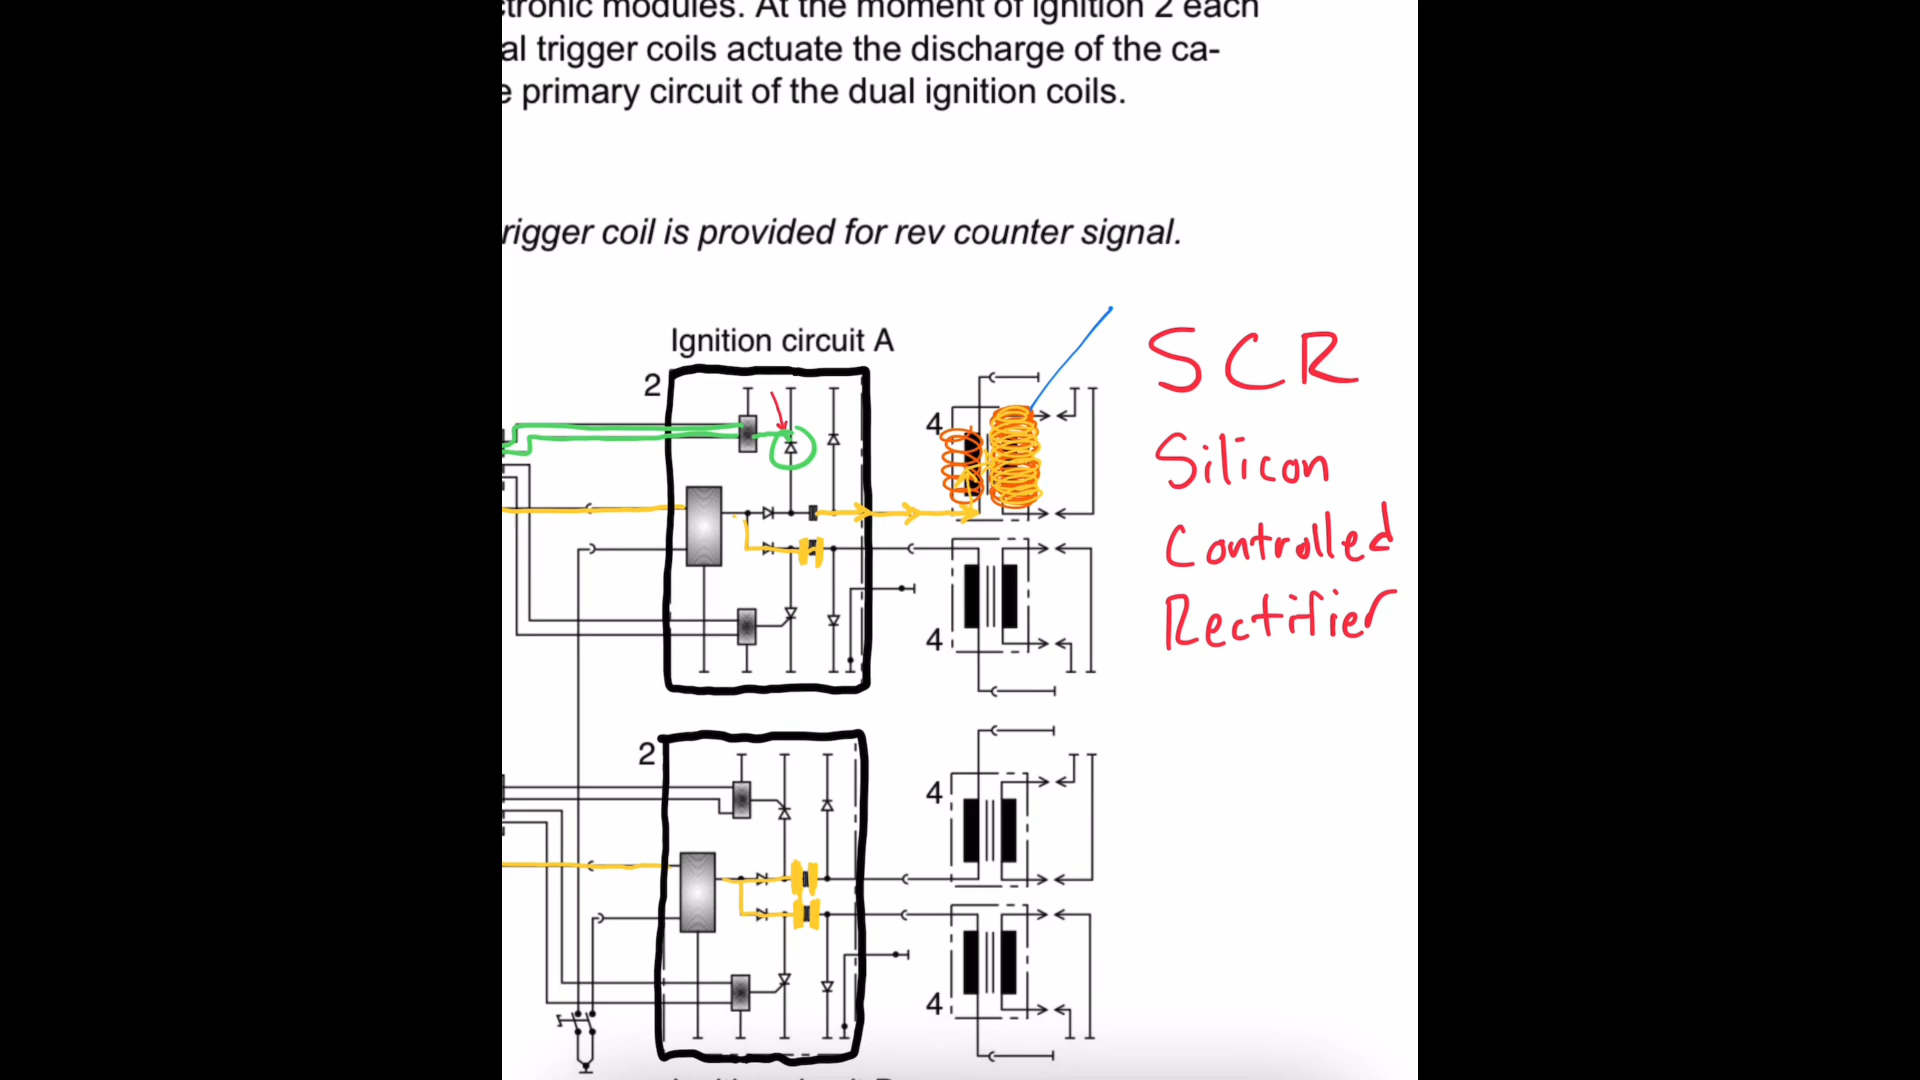 tronic modules. At the moment of ignition 2 each
al trigger coils actuate the discharge of the ca-
e primary circuit of the dual ignition coils.
rigger coil is provided for rev counter signal.
Ignition circuit A
2
4
4
SCR
Silicon
Controlled
Rectifier
2
4
4